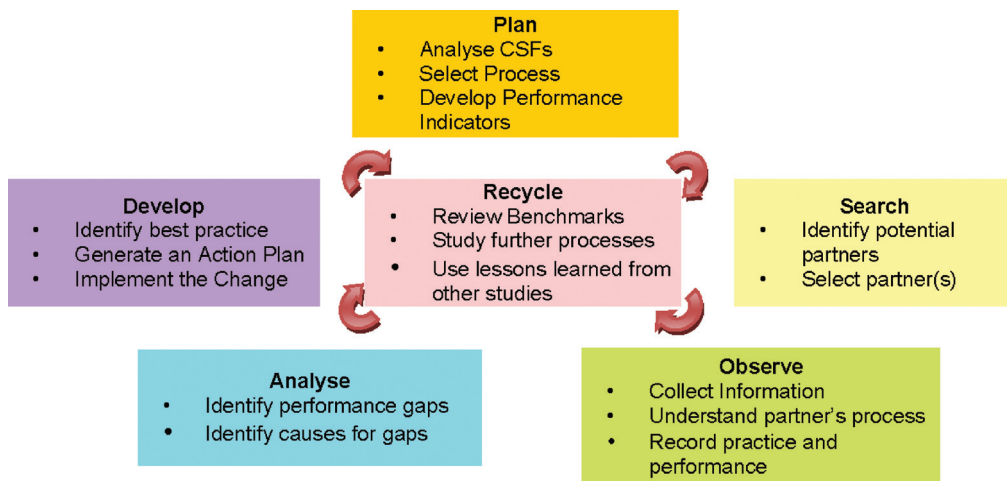 Plan
• Analyse CSFs
• Select Process
• Develop Performance
Indicators
Search
• Identify potential
partners
• Select partner(s)
Observe
• Collect Information
• Understand partner's process
• Record practice and
performance
Analyse
• Identify performance gaps
• Identify causes for gaps
Develop
• Identify best practice
• Generate an Action Plan
• Implement the Change
Recycle
• Review Benchmarks
• Study further processes
• Use lessons learned from
other studies